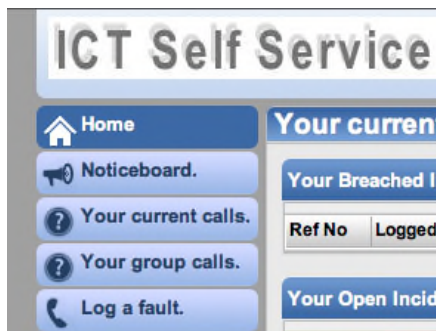 ICT Self Service
Home
Noticeboard.
Your current calls.
Your group calls.
Log a fault.
Your current
Your Breached I
Ref No Logged
Your Open Incid